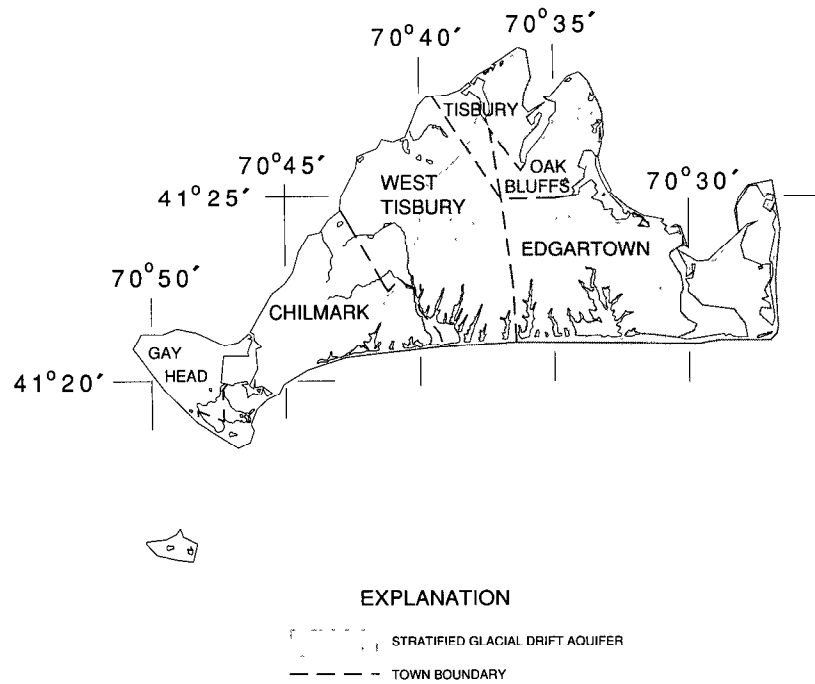 70°35′
70°40′
TISBURY
70°45′
OAK
BLUFFS
WEST
TISBURY
70°30′
41°25′
EDGARTOWN
70°50′
CHILMARK
GAY
HEAD
41°20′
EXPLANATION
STRATIFIED GLACIAL DRIFT AQUIFER
TOWN BOUNDARY